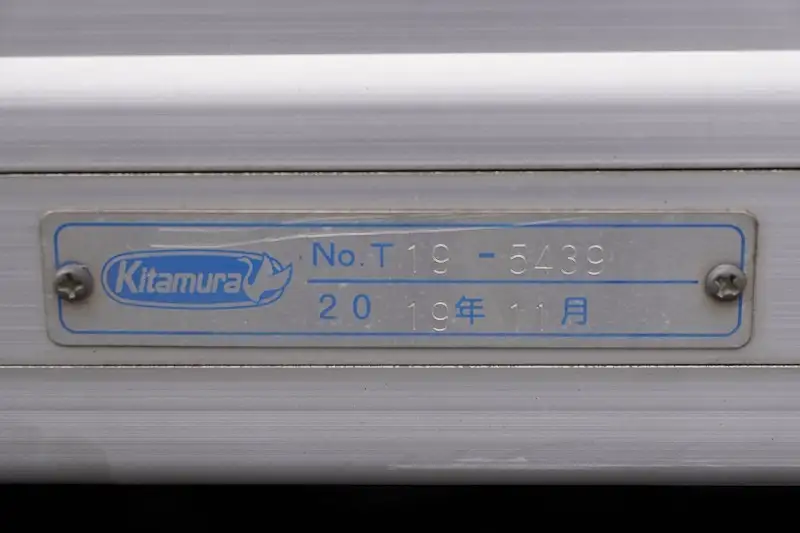 Kitamura
No.T 19 - 5439
20 19年 11月